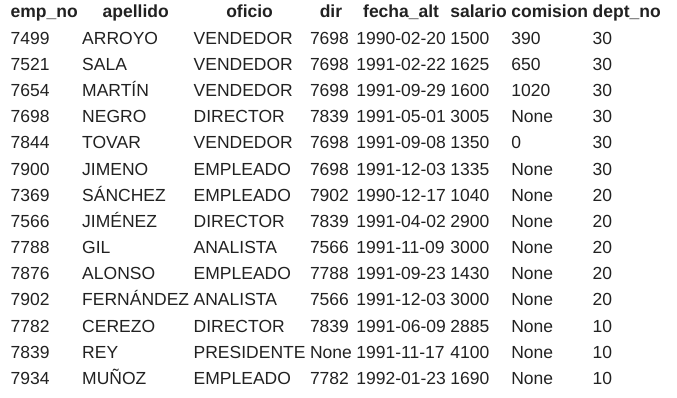 emp_no apellido oficio dir fecha_alt salario comision dept_no
7499 ARROYO VENDEDOR 7698 1990-02-20 1500 390 30
7521 SALA VENDEDOR 7698 1991-02-22 1625 650 30
7654 MARTÍN VENDEDOR 7698 1991-09-29 1600 1020 30
7698 NEGRO DIRECTOR 7839 1991-05-01 3005 None 30
7844 TOVAR VENDEDOR 7698 1991-09-08 1350 0 30
7900 JIMENO EMPLEADO 7698 1991-12-03 1335 None 30
7369 SÁNCHEZ EMPLEADO 7902 1990-12-17 1040 None 20
7566 JIMÉNEZ DIRECTOR 7839 1991-04-02 2900 None 20
7788 GIL ANALISTA 7566 1991-11-09 3000 None 20
7876 ALONSO EMPLEADO 7788 1991-09-23 1430 None 20
7902 FERNÁNDEZ ANALISTA 7566 1991-12-03 3000 None 20
7782 CEREZO DIRECTOR 7839 1991-06-09 2885 None 10
7839 REY PRESIDENTE None 1991-11-17 4100 None 10
7934 MUÑOZ EMPLEADO 7782 1992-01-23 1690 None 10